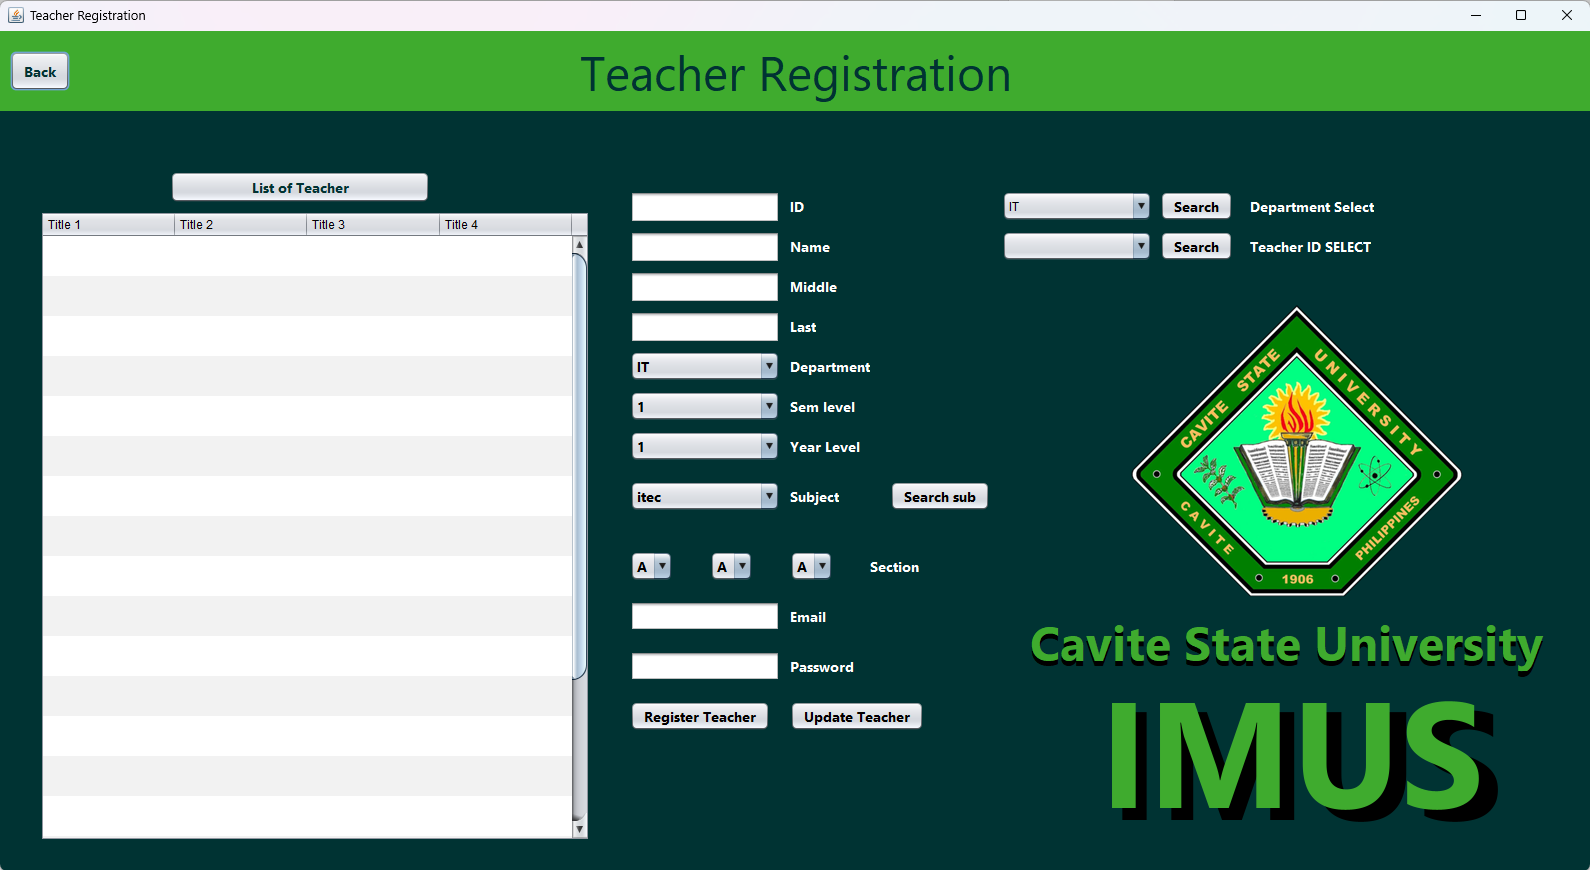 Teacher Registration
Back
Teacher Registration
List of Teacher
Title 1 Title 2 Title 3 Title 4
ID
Name
Middle
Last
IT Department
1 Sem level
1 Year Level
itec Subject Search sub
A A A Section
Email
Password
Register Teacher Update Teacher
IT Search Department Select
Search Teacher ID SELECT
CAVITE STATE UNIVERSITY
CAVITE 1906 PHILIPPINES
Cavite State University
IMUS